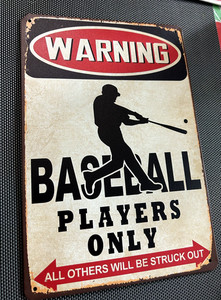 WARNING
BASEBALL
PLAYERS
ONLY
ALL OTHERS WILL BE STRUCK OUT